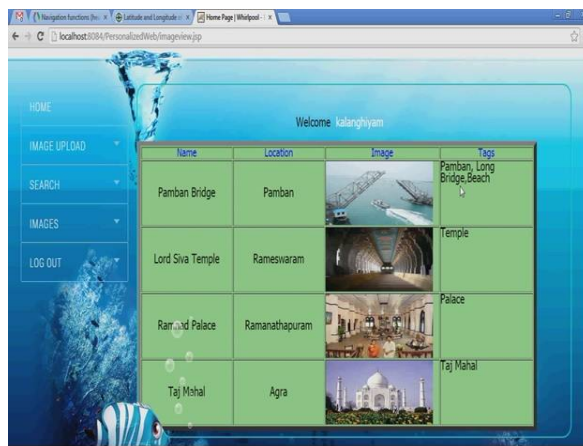 Navigation functions (hea
Latitude and Longitude of
Home Page | Whirlpool - I
localhost:8084/PersonalizedWeb/imageview.jsp
HOME
IMAGE UPLOAD
SEARCH
IMAGES
LOG OUT
Welcome kalanghiyam
Name Location Image Tags
Pamban Bridge Pamban Pamban, Long
Bridge,Beach
Lord Siva Temple Rameswaram Temple
Ramnad Palace Ramanathapuram Palace
Taj Mahal Agra Taj Mahal